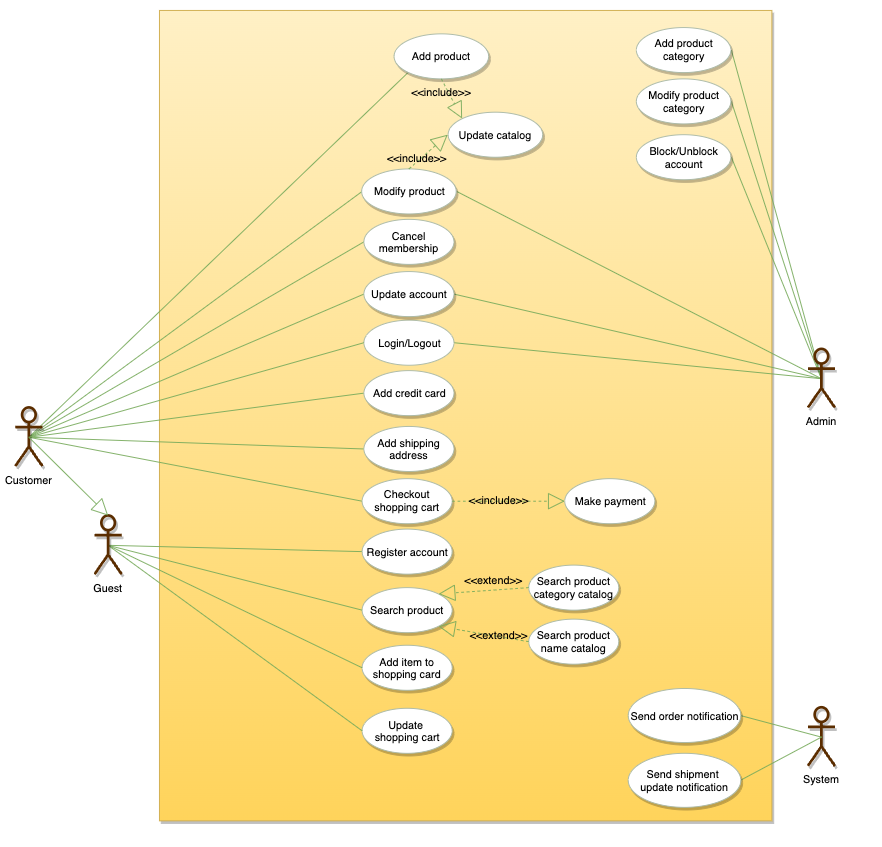 Add product
<<include>>
Update catalog
<<include>>
Modify product
Cancel
membership
Update account
Login/Logout
Add credit card
Add shipping
address
Checkout
shopping cart
<<include>>
Make payment
Register account
Search product
<<extend>>
Search product
category catalog
<<extend>>
Search product
name catalog
Add item to
shopping card
Update
shopping cart
Add product
category
Modify product
category
Block/Unblock
account
Send order notification
Send shipment
update notification
Customer
Guest
Admin
System